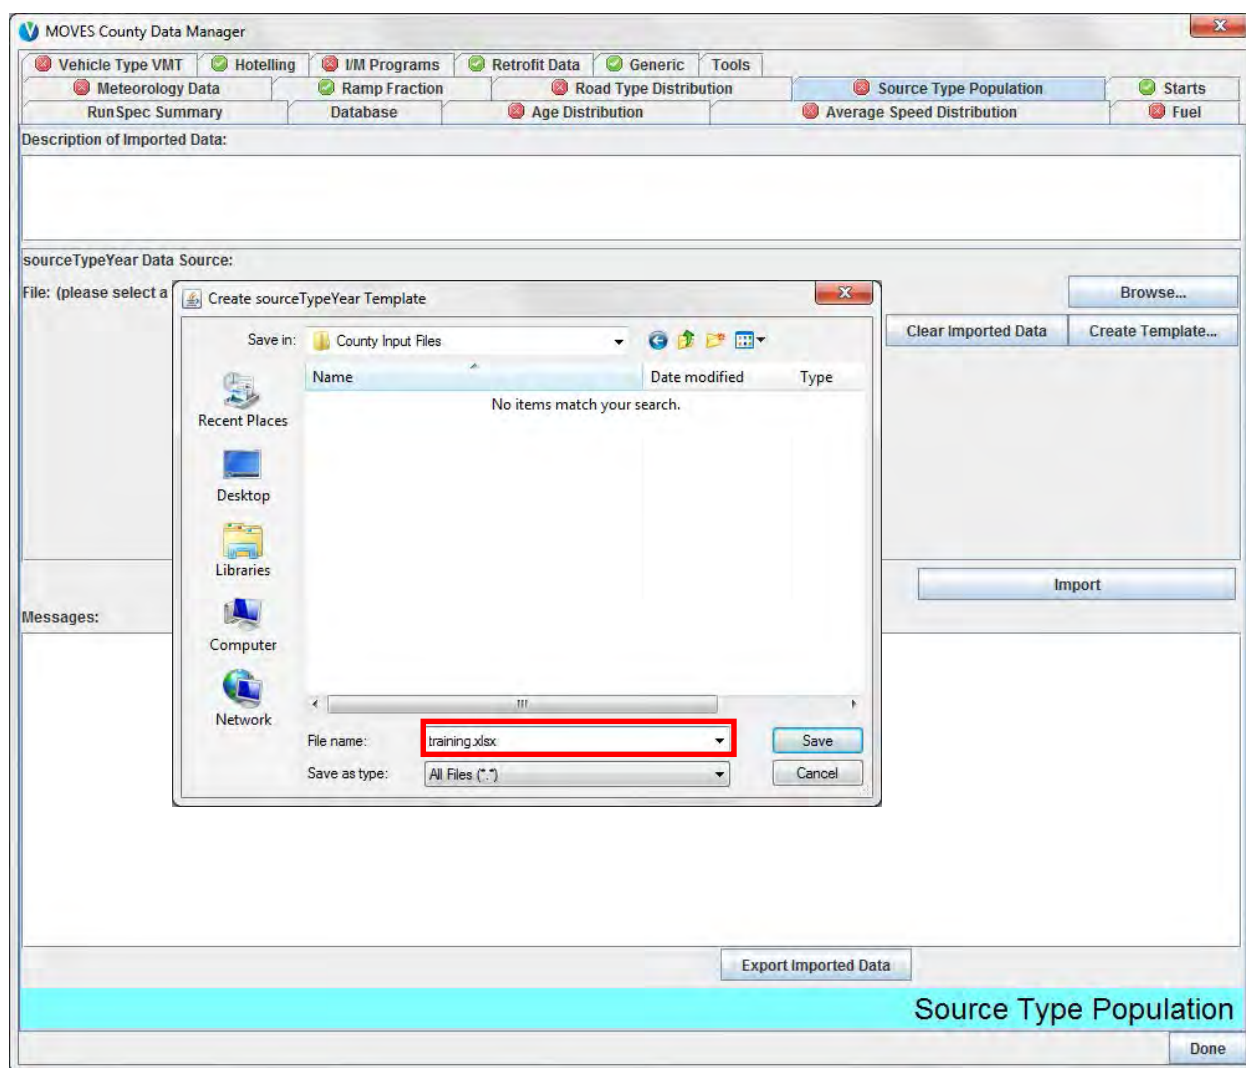 MOVES County Data Manager
Vehicle Type VMT Hotelling I/M Programs Retrofit Data Generic Tools
Meteorology Data Ramp Fraction Road Type Distribution Source Type Population Starts
RunSpec Summary Database Age Distribution Average Speed Distribution Fuel
Description of Imported Data:
sourceTypeYear Data Source:
File: (please select a
Browse...
Create sourceTypeYear Template
Clear Imported Data Create Template...
Save in: County Input Files
Name Date modified Type
No items match your search.
Recent Places
Desktop
Libraries
Import
Messages:
Computer
Network
File name: training.xlsx Save
Save as type: All Files (*.*) Cancel
Export Imported Data
Source Type Population
Done